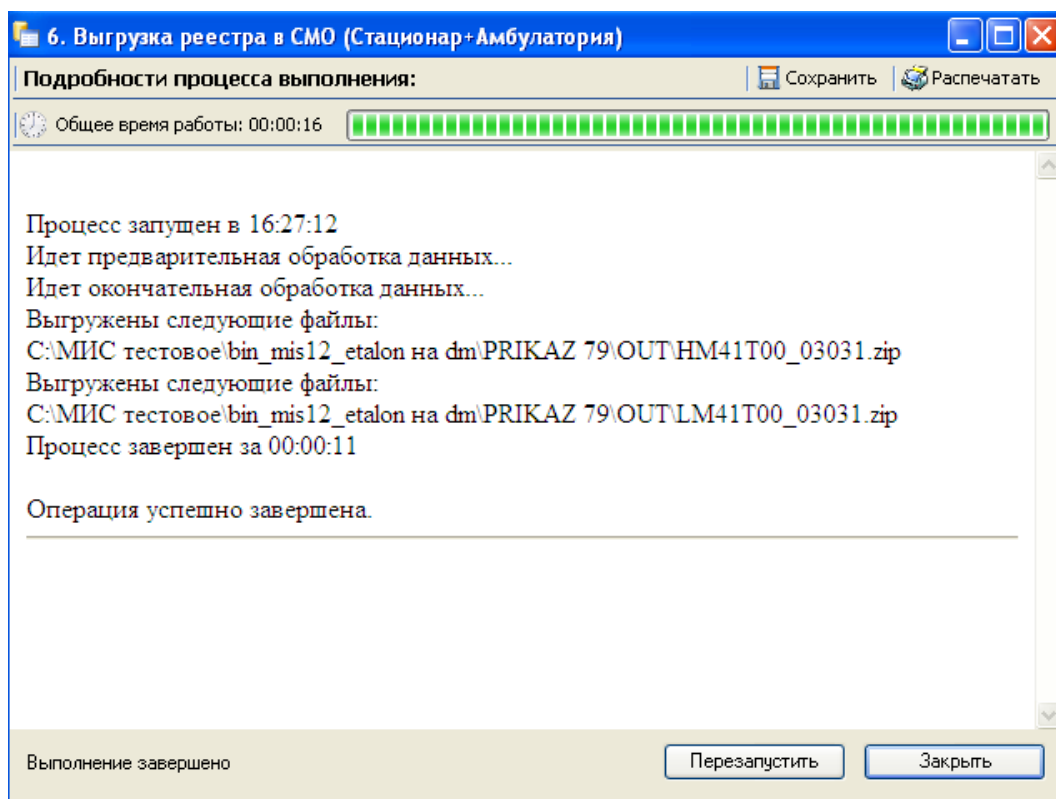 6. Выгрузка реестра в СМО (Стационар+Амбулатория)
Подробности процесса выполнения:
Сохранить
Распечатать
Общее время работы: 00:00:16
Процесс запущен в 16:27:12
Идет предварительная обработка данных...
Идет окончательная обработка данных...
Выгружены следующие файлы:
C:\МИС тестовое\bin_mis12_etalon на dm\PRIKAZ 79\OUT\HM41T00_03031.zip
Выгружены следующие файлы:
C:\МИС тестовое\bin_mis12_etalon на dm\PRIKAZ 79\OUT\LM41T00_03031.zip
Процесс завершен за 00:00:11
Операция успешно завершена.
Выполнение завершено
Перезапустить
Закрыть